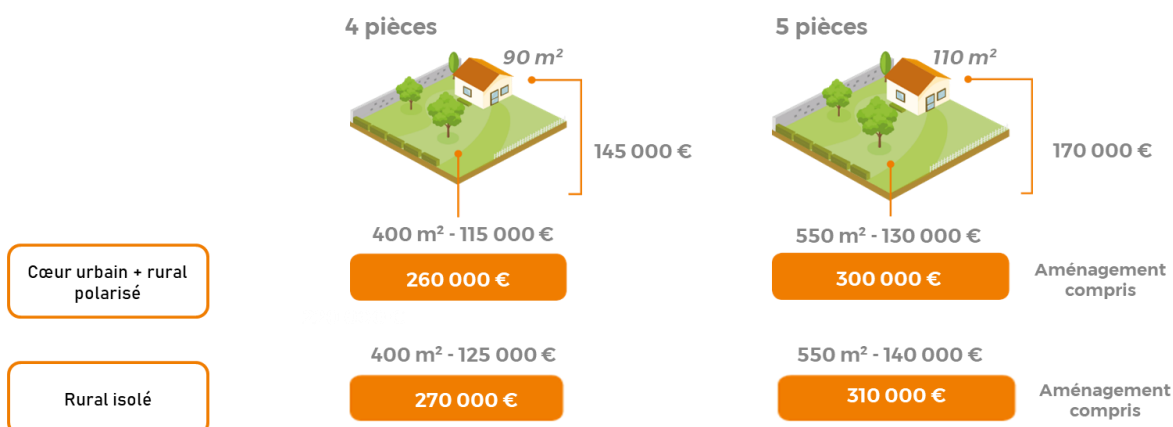 4 pièces
5 pièces
90 m²
110 m²
145 000 €
170 000 €
400 m² - 115 000 €
550 m² - 130 000 €
Cœur urbain + rural
polarisé
260 000 €
300 000 €
Aménagement
compris
400 m² - 125 000 €
550 m² - 140 000 €
Rural isolé
270 000 €
310 000 €
Aménagement
compris